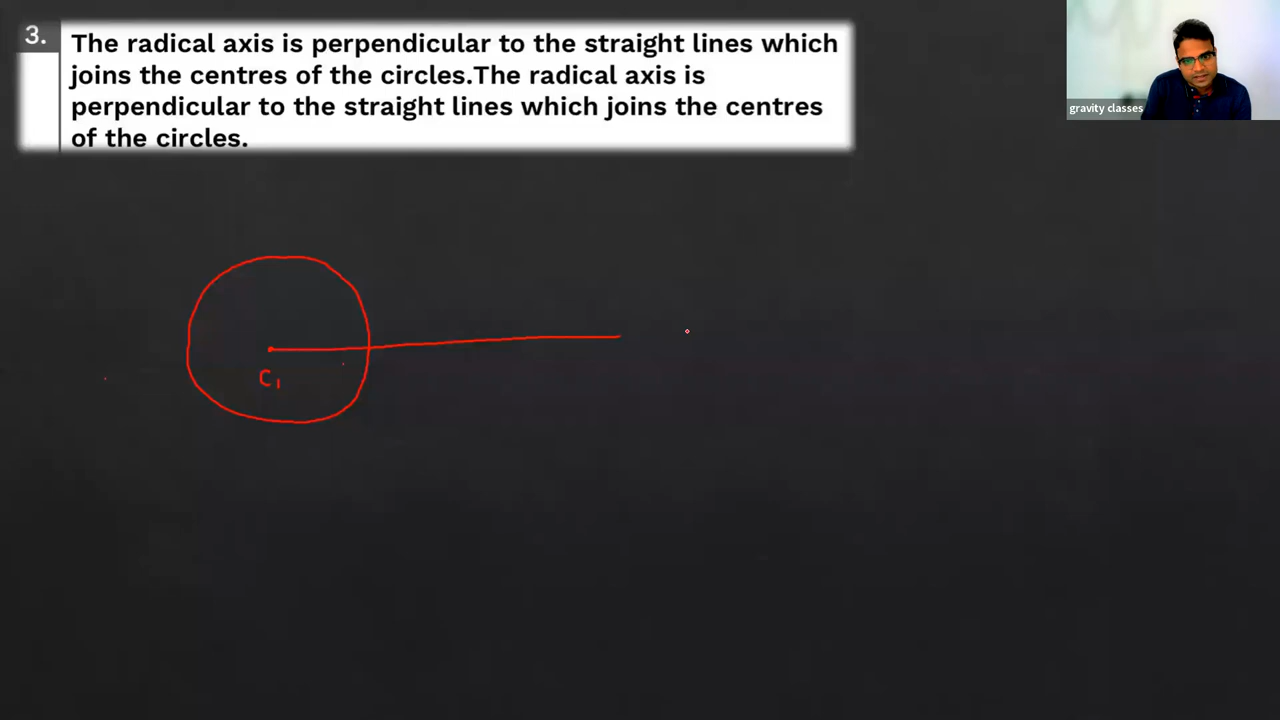 3.
The radical axis is perpendicular to the straight lines which
joins the centres of the circles.The radical axis is
perpendicular to the straight lines which joins the centres
of the circles.
gravity classes
C₁